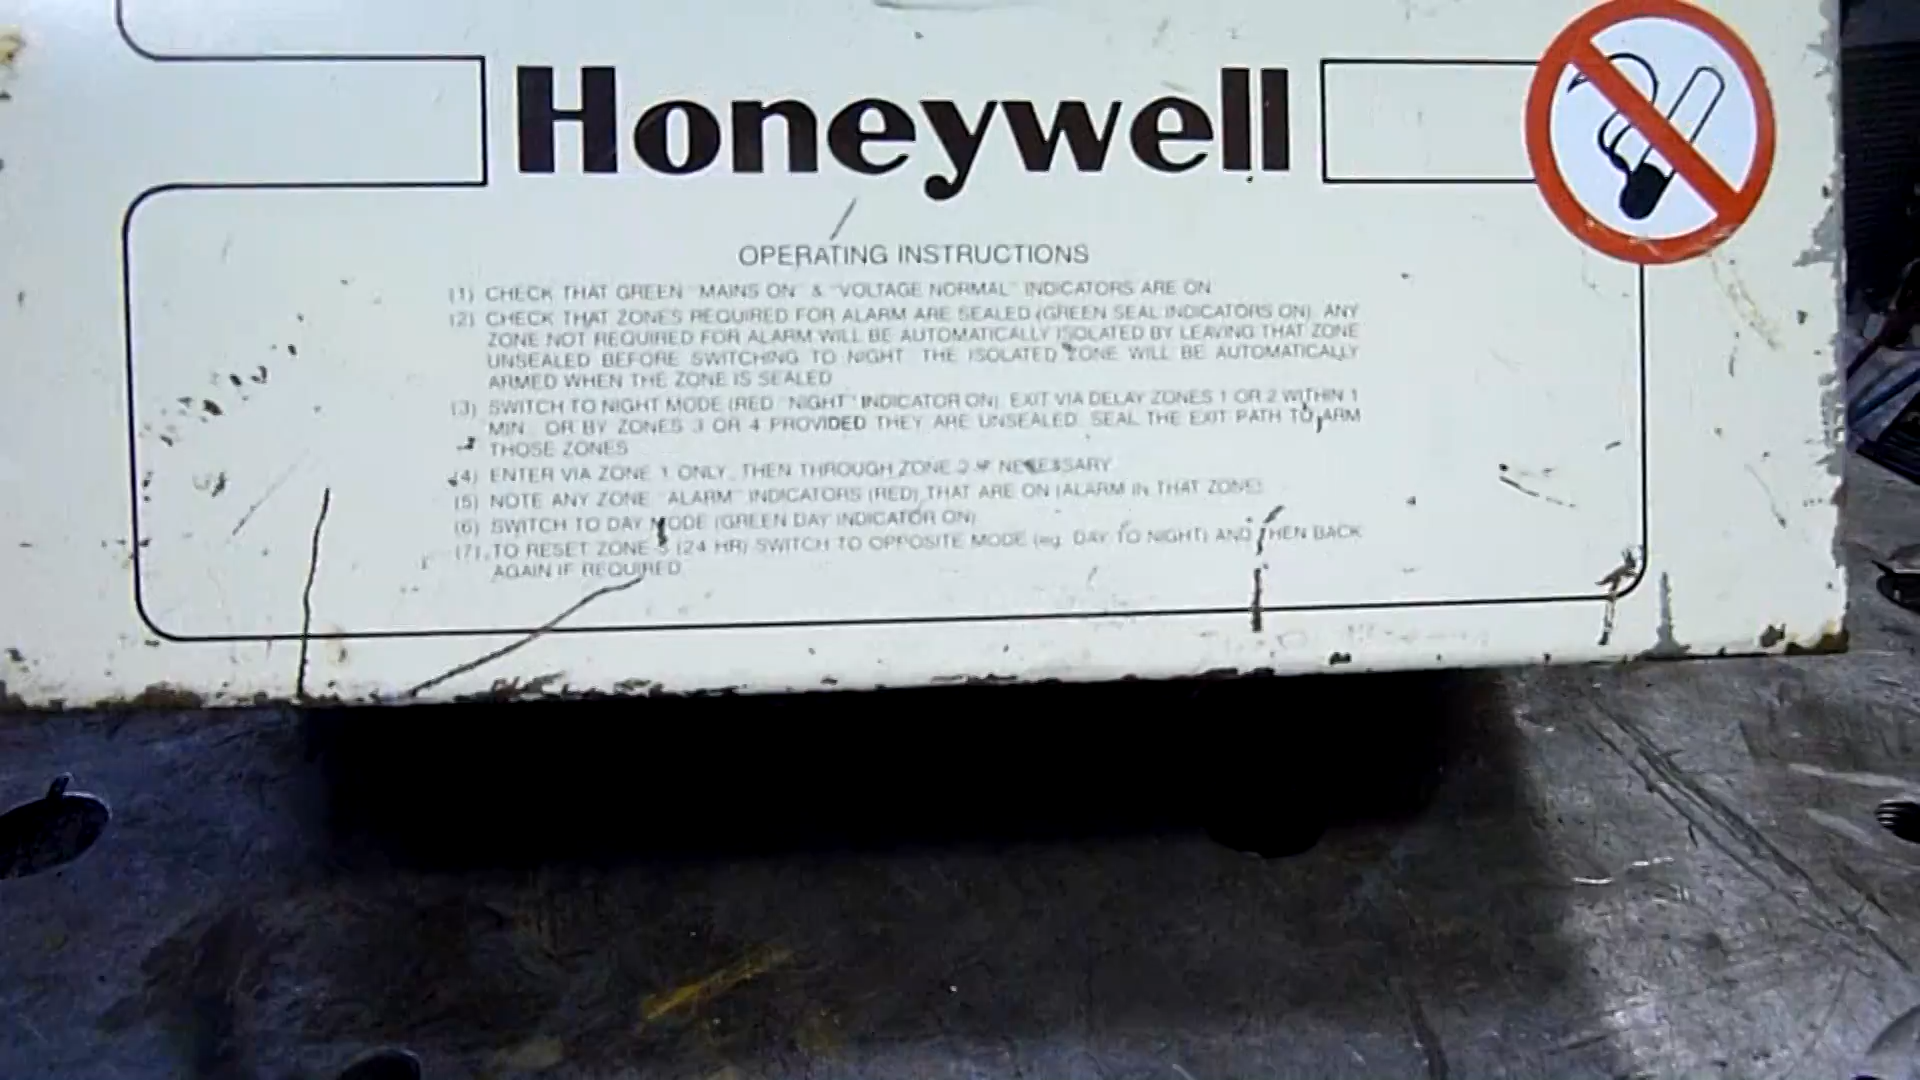 Honeywell
OPERATING INSTRUCTIONS
(1) CHECK THAT GREEN "MAINS ON" & "VOLTAGE NORMAL" INDICATORS ARE ON
(2) CHECK THAT ZONES REQUIRED FOR ALARM ARE SEALED (GREEN SEAL INDICATORS ON). ANY
ZONE NOT REQUIRED FOR ALARM WILL BE AUTOMATICALLY ISOLATED BY LEAVING THAT ZONE
UNSEALED BEFORE SWITCHING TO NIGHT. THE ISOLATED ZONE WILL BE AUTOMATICALLY
ARMED WHEN THE ZONE IS SEALED
(3) SWITCH TO NIGHT MODE (RED "NIGHT" INDICATOR ON). EXIT VIA DELAY ZONES 1 OR 2 WITHIN 1
MIN. OR BY ZONES 3 OR 4 PROVIDED THEY ARE UNSEALED. SEAL THE EXIT PATH TO ARM
THOSE ZONES
(4) ENTER VIA ZONE 1 ONLY, THEN THROUGH ZONE 2 IF NECESSARY
(5) NOTE ANY ZONE "ALARM" INDICATORS (RED) THAT ARE ON (ALARM IN THAT ZONE)
(6) SWITCH TO DAY MODE (GREEN DAY INDICATOR ON)
(7) TO RESET ZONE 5 (24 HR) SWITCH TO OPPOSITE MODE (eg. DAY TO NIGHT) AND THEN BACK
AGAIN IF REQUIRED